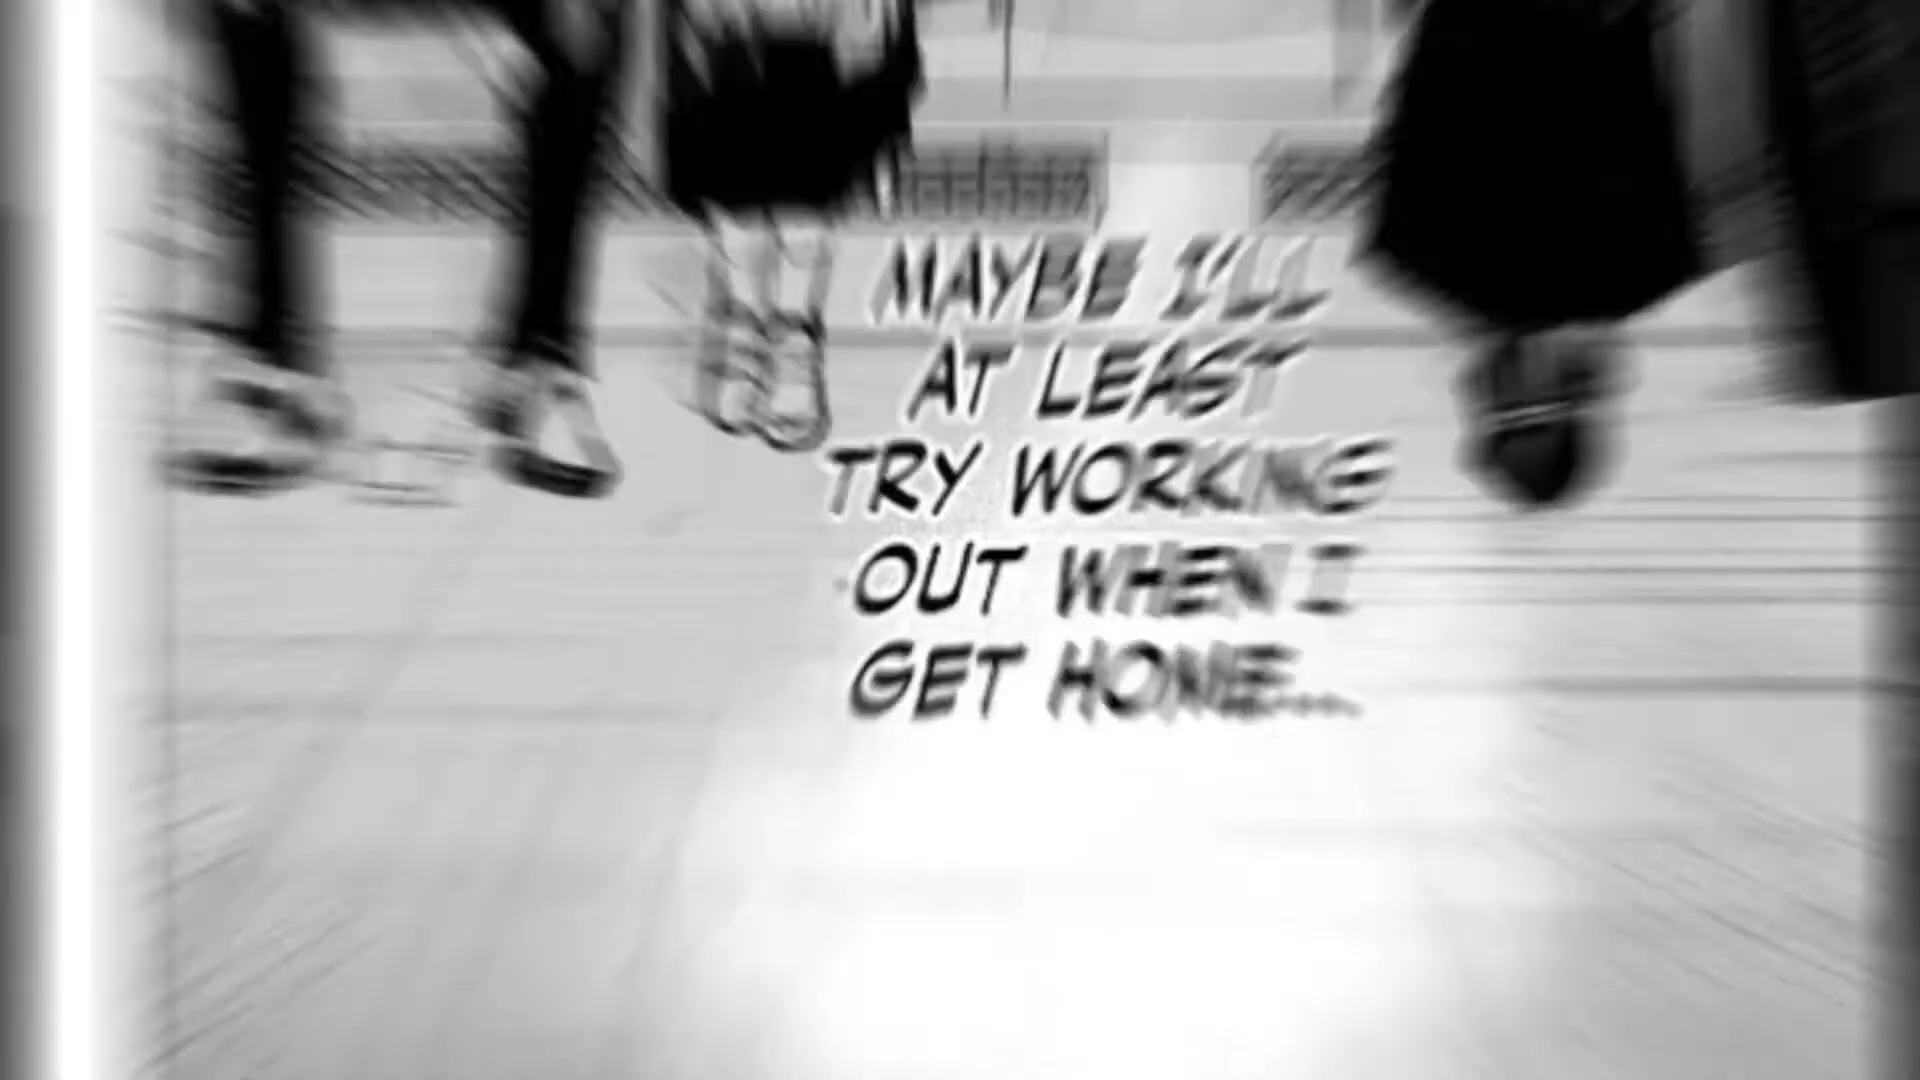 MAYBE I'LL
AT LEAST
TRY WORKING
OUT WHEN I
GET HOME...